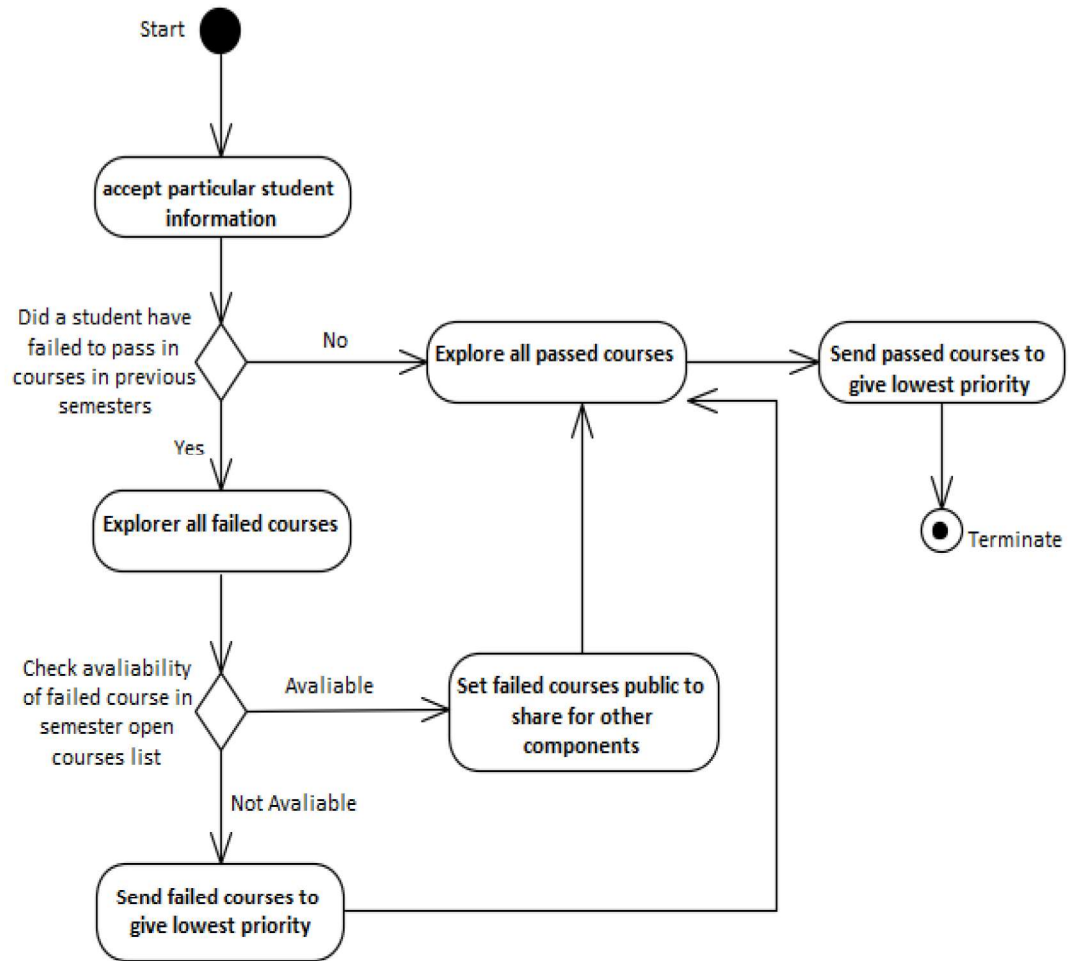 Start
accept particular student
information
Did a student have
failed to pass in
courses in previous
semesters
No
Explore all passed courses
Send passed courses to
give lowest priority
Yes
Explorer all failed courses
Terminate
Check avaliability
of failed course in
semester open
courses list
Avaliable
Set failed courses public to
share for other
components
Not Avaliable
Send failed courses to
give lowest priority